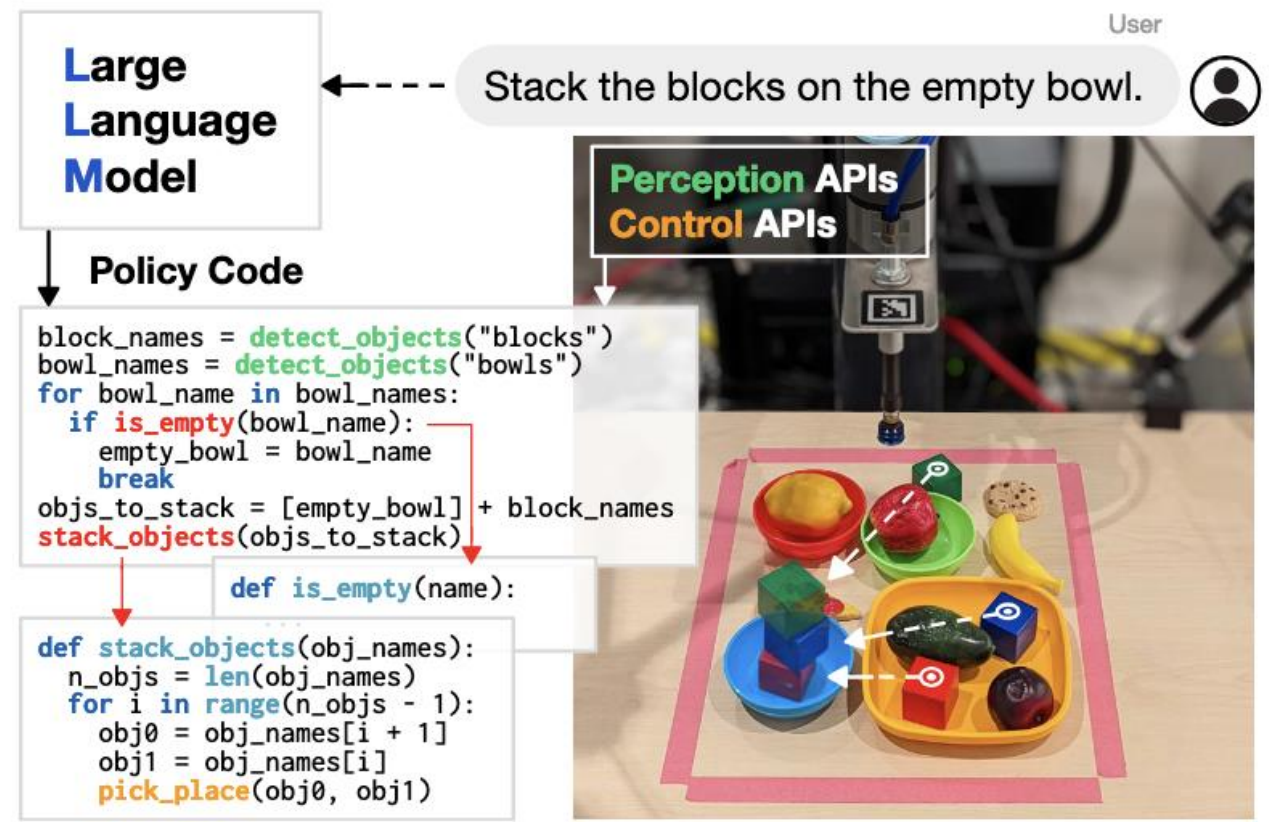 User
Stack the blocks on the empty bowl.
Large
Language
Model
Perception APIs
Control APIs
Policy Code
block_names = detect_objects("blocks")
bowl_names = detect_objects("bowls")
for bowl_name in bowl_names:
  if is_empty(bowl_name):
    empty_bowl = bowl_name
    break
objs_to_stack = [empty_bowl] + block_names
stack_objects(objs_to_stack)
def is_empty(name):
...
def stack_objects(obj_names):
  n_objs = len(obj_names)
  for i in range(n_objs - 1):
    obj0 = obj_names[i + 1]
    obj1 = obj_names[i]
    pick_place(obj0, obj1)